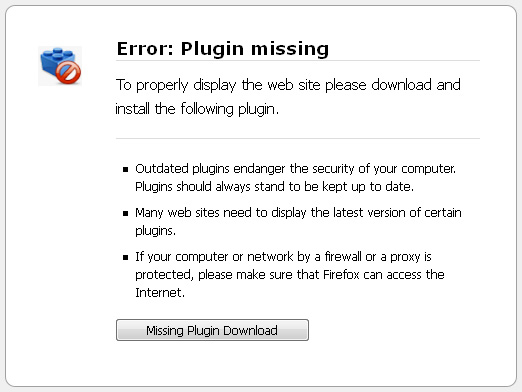 Error: Plugin missing
To properly display the web site please download and
install the following plugin.
Outdated plugins endanger the security of your computer.
Plugins should always stand to be kept up to date.
Many web sites need to display the latest version of certain
plugins.
If your computer or network by a firewall or a proxy is
protected, please make sure that Firefox can access the
Internet.
Missing Plugin Download